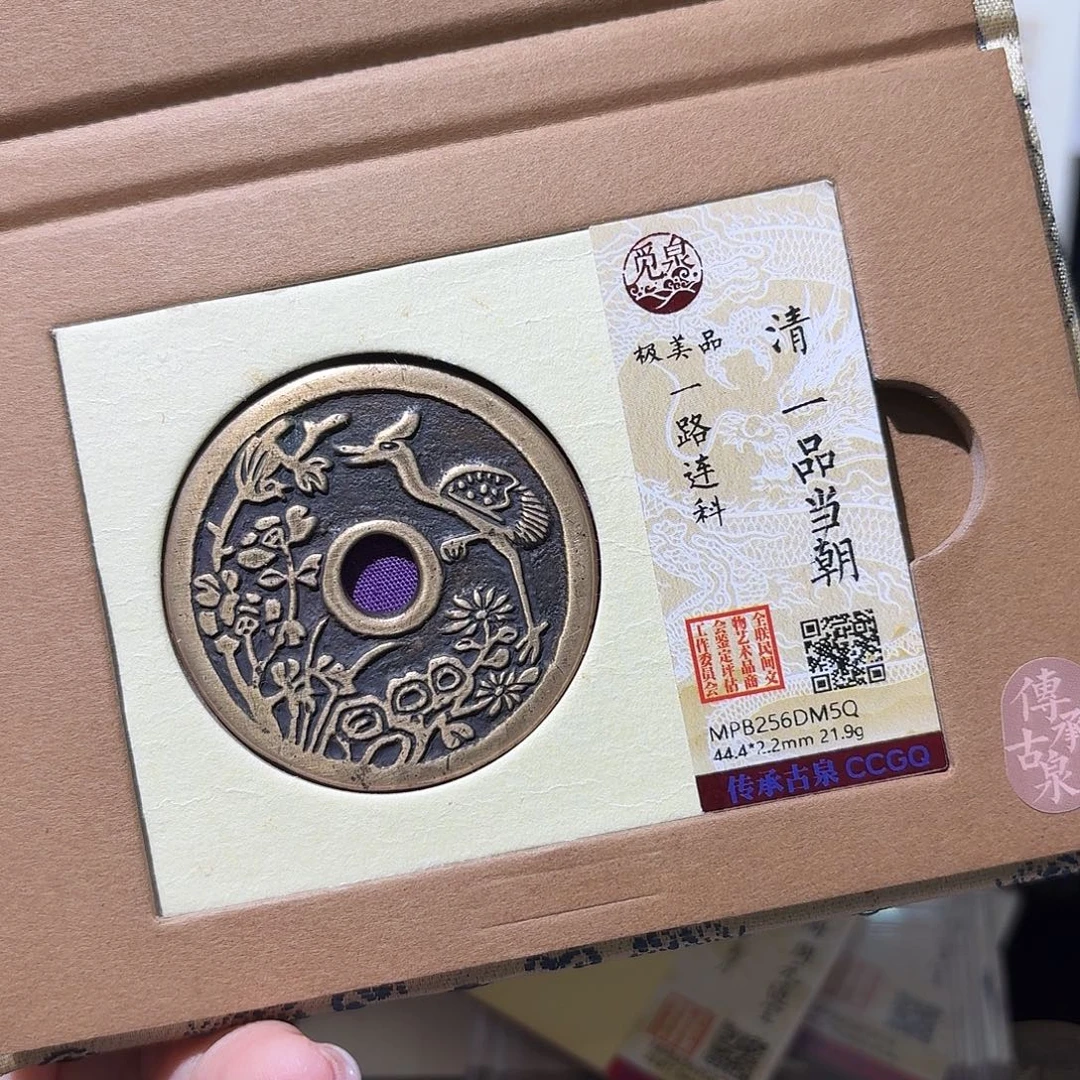 觅泉
清一品当朝
极美品
一路连科
全联民间文
物艺术品商
会鉴定评估
工作委员会
MPB256DM5Q
44.4*2.2mm 21.9g
传承古泉 CCGQ
傳承
古泉